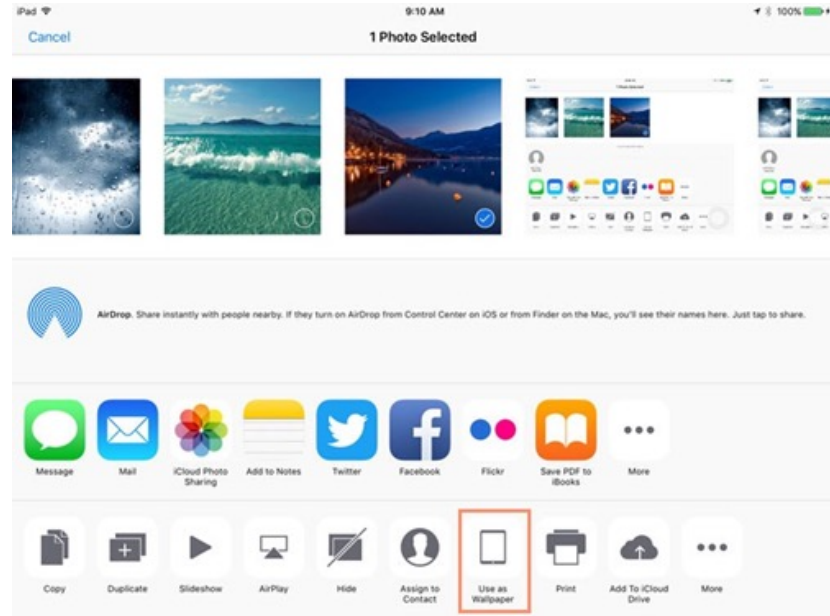 iPad 9:10 AM 100%
Cancel 1 Photo Selected
AirDrop. Share instantly with people nearby. If they turn on AirDrop from Control Center on iOS or from Finder on the Mac, you'll see their names here. Just tap to share.
Message Mail iCloud Photo Sharing Add to Notes Twitter Facebook Flickr Save PDF to iBooks More
Copy Duplicate Slideshow AirPlay Hide Assign to Contact Use as Wallpaper Print Add To iCloud Drive More